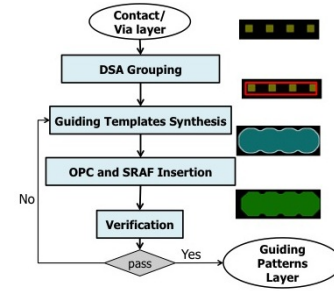 Contact/
Via layer
DSA Grouping
Guiding Templates Synthesis
OPC and SRAF Insertion
No
Verification
pass
Yes
Guiding
Patterns
Layer